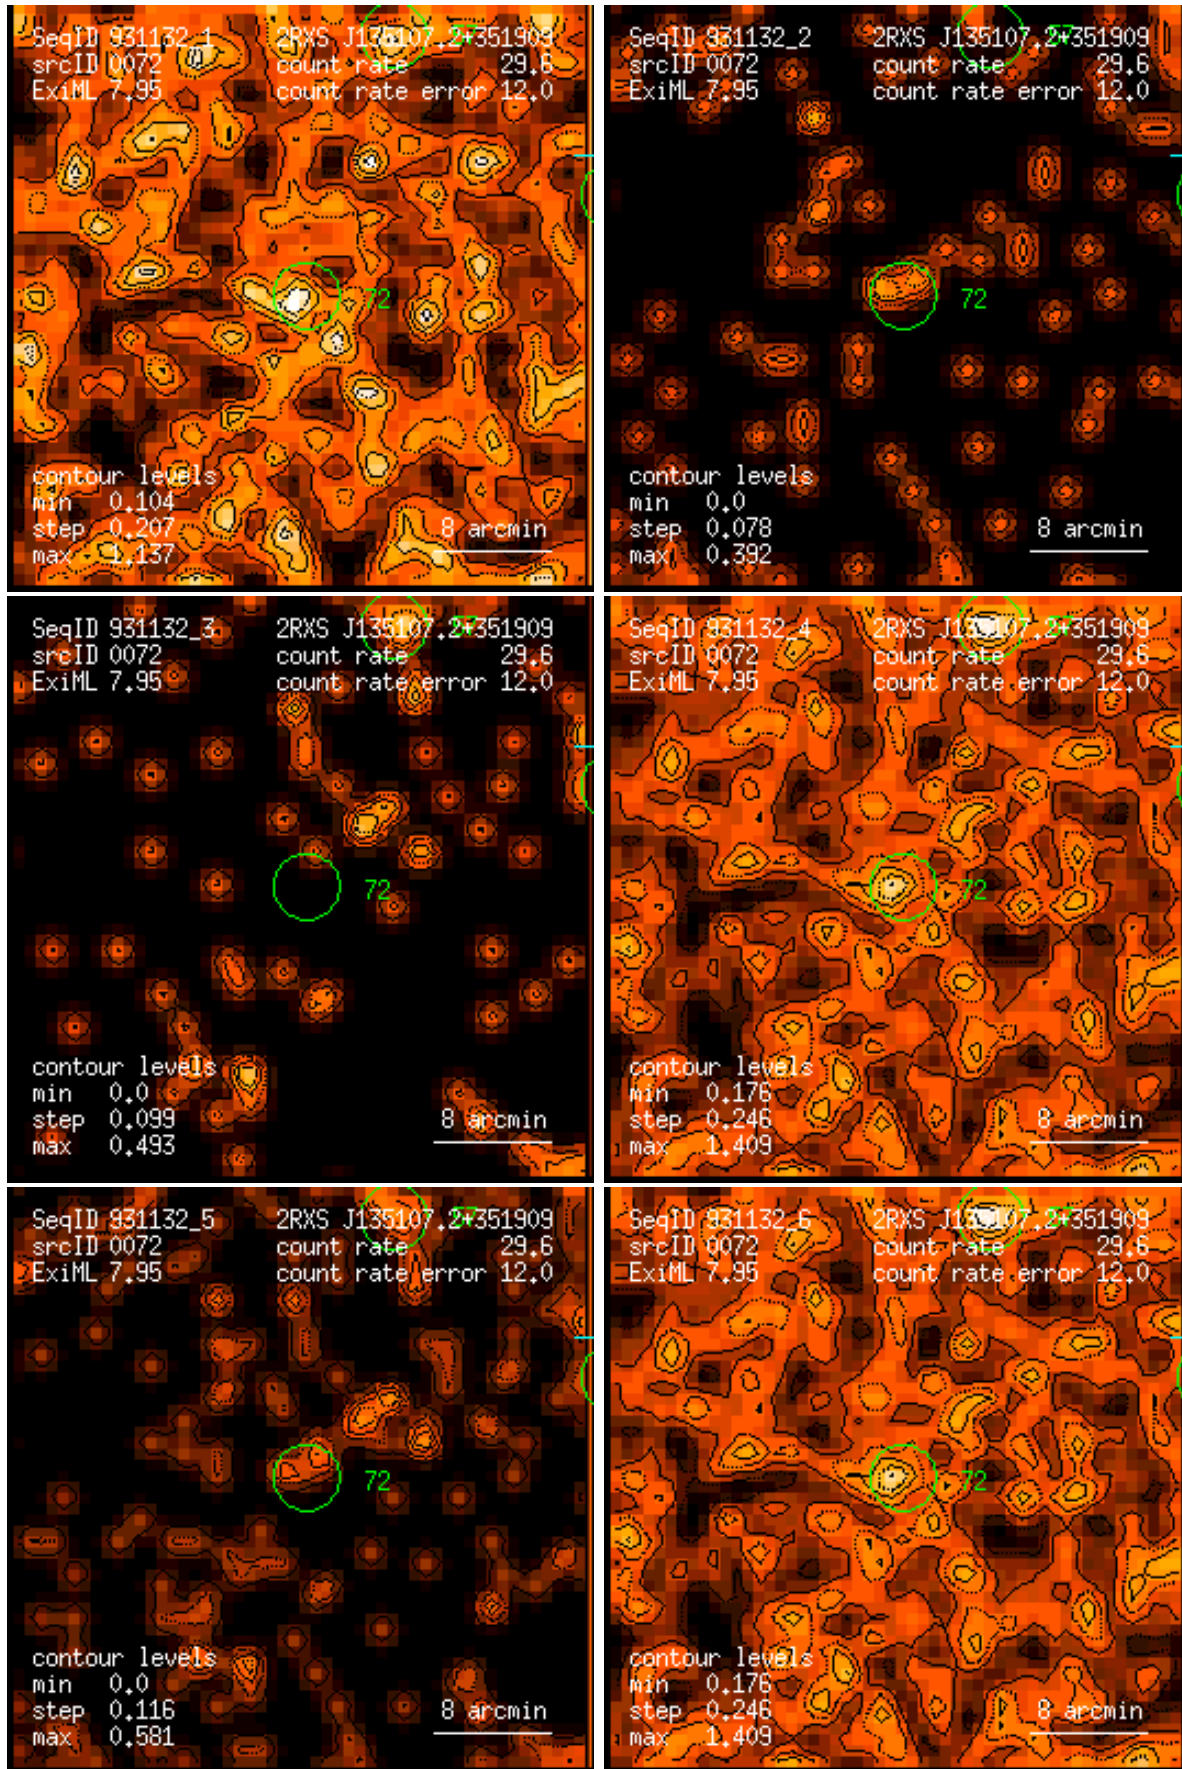 SeqID 931132_1 2RXS J135107.2+351909
srcID 0072 count rate 29.6
ExiML 7.95 count rate error 12.0
72
contour levels
min 0.104
step 0.207 8 arcmin
max 1.137
SeqID 931132_2 2RXS J135107.2+351909
srcID 0072 count rate 29.6
ExiML 7.95 count rate error 12.0
72
contour levels
min 0.0
step 0.078 8 arcmin
max 0.392
SeqID 931132_3 2RXS J135107.2+351909
srcID 0072 count rate 29.6
ExiML 7.95 count rate error 12.0
72
contour levels
min 0.0
step 0.099 8 arcmin
max 0.493
SeqID 931132_4 2RXS J135107.2+351909
srcID 0072 count rate 29.6
ExiML 7.95 count rate error 12.0
72
contour levels
min 0.176
step 0.246 8 arcmin
max 1.409
SeqID 931132_5 2RXS J135107.2+351909
srcID 0072 count rate 29.6
ExiML 7.95 count rate error 12.0
72
contour levels
min 0.0
step 0.116 8 arcmin
max 0.581
SeqID 931132_6 2RXS J135107.2+351909
srcID 0072 count rate 29.6
ExiML 7.95 count rate error 12.0
72
contour levels
min 0.176
step 0.246 8 arcmin
max 1.409